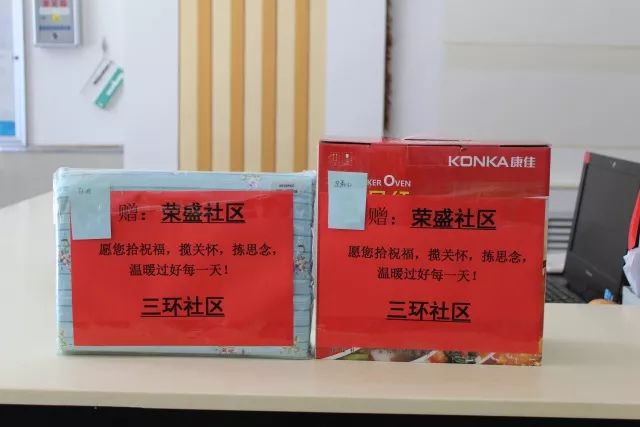 赠：荣盛社区
愿您拾祝福，揽关怀，拣思念，
温暖过好每一天！
三环社区
KONKA康佳
KER OVEN
赠：荣盛社区
愿您拾祝福，揽关怀，拣思念，
温暖过好每一天！
三环社区